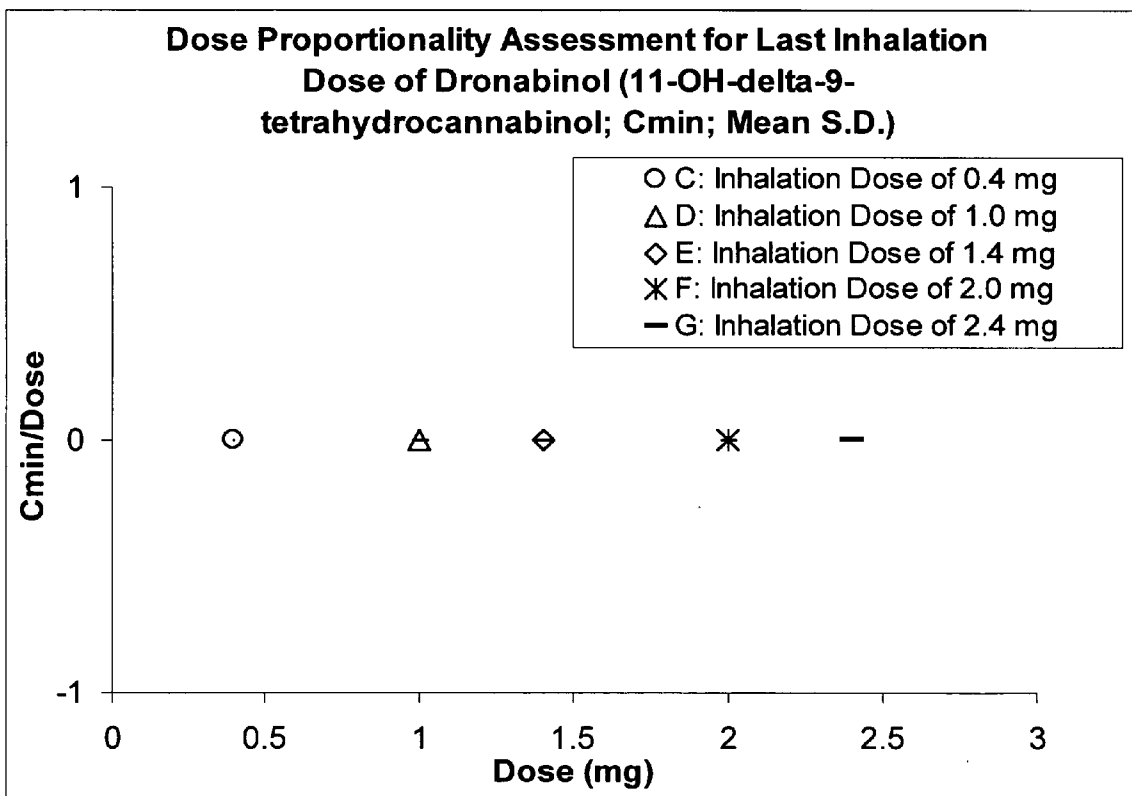 Dose Proportionality Assessment for Last Inhalation
Dose of Dronabinol (11-OH-delta-9-
tetrahydrocannabinol; Cmin; Mean S.D.)
C: Inhalation Dose of 0.4 mg
D: Inhalation Dose of 1.0 mg
E: Inhalation Dose of 1.4 mg
F: Inhalation Dose of 2.0 mg
G: Inhalation Dose of 2.4 mg
Cmin/Dose
1
0
-1
0 0.5 1 1.5 2 2.5 3
Dose (mg)